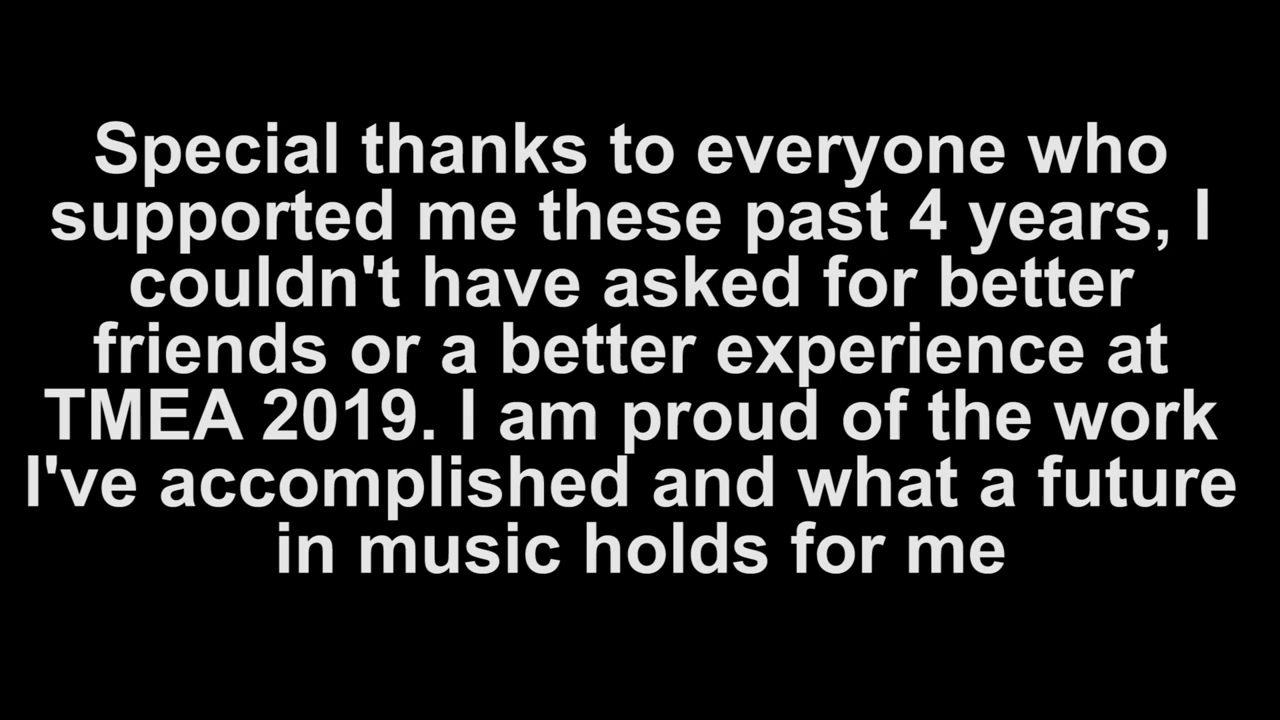 Special thanks to everyone who
supported me these past 4 years, I
couldn't have asked for better
friends or a better experience at
TMEA 2019. I am proud of the work
I've accomplished and what a future
in music holds for me